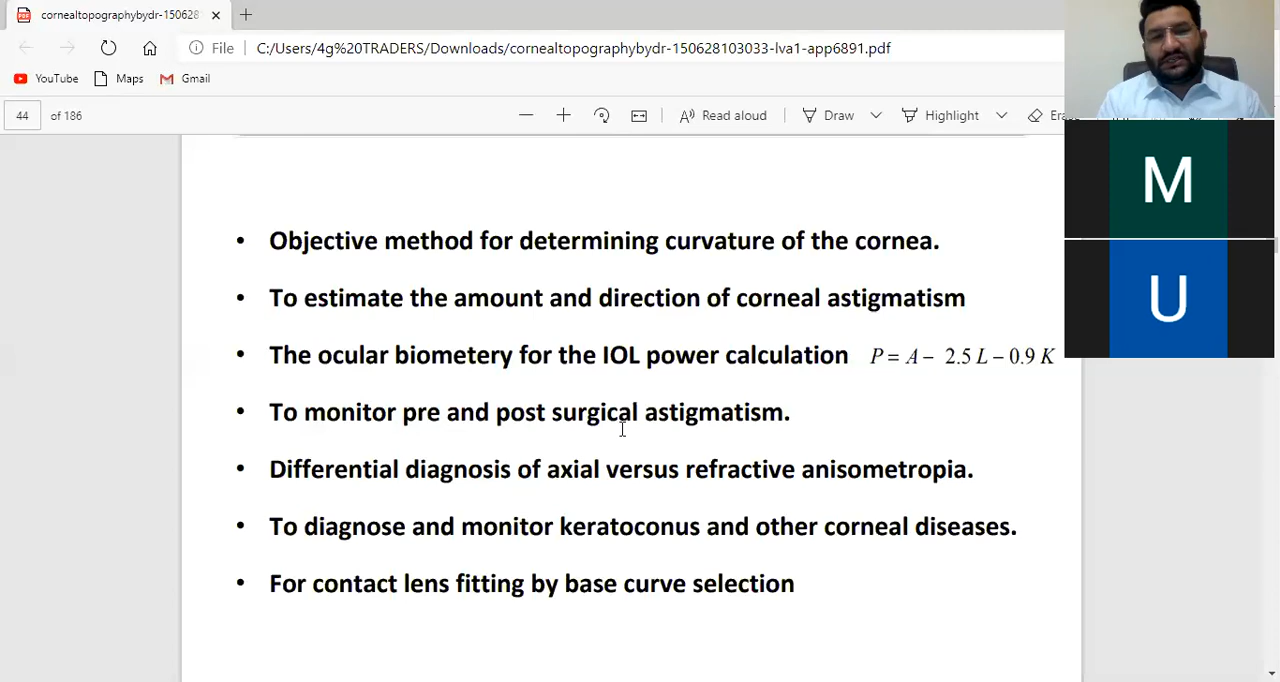 cornealtopographybydr-150628
File C:/Users/4g%20TRADERS/Downloads/cornealtopographybydr-150628103033-lva1-app6891.pdf
YouTube Maps Gmail
44 of 186 Read aloud Draw Highlight
• Objective method for determining curvature of the cornea.
• To estimate the amount and direction of corneal astigmatism
• The ocular biometery for the IOL power calculation P = A – 2.5 L – 0.9 K
• To monitor pre and post surgical astigmatism.
• Differential diagnosis of axial versus refractive anisometropia.
• To diagnose and monitor keratoconus and other corneal diseases.
• For contact lens fitting by base curve selection
M
U